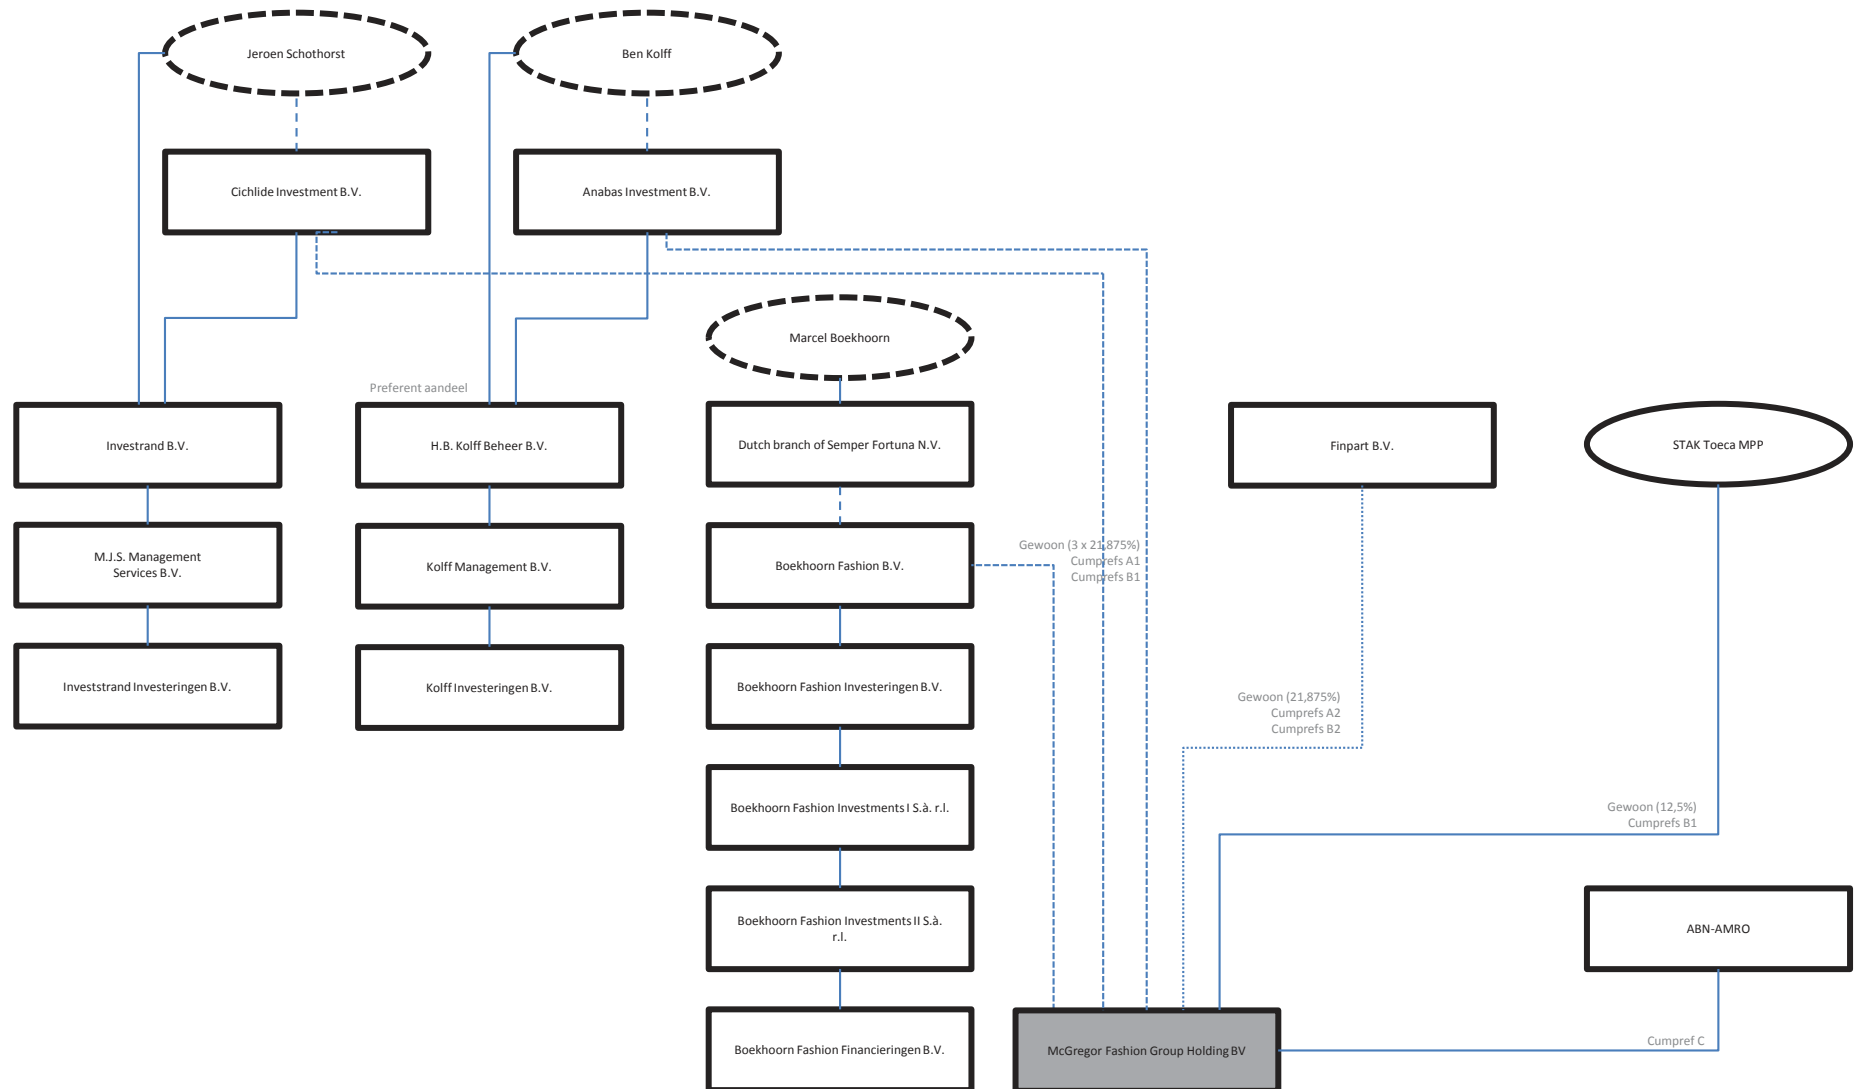 Jeroen Schothorst
Ben Kolff
Cichlide Investment B.V.
Anabas Investment B.V.
Marcel Boekhoorn
Preferent aandeel
Investrand B.V.
H.B. Kolff Beheer B.V.
Dutch branch of Semper Fortuna N.V.
Finpart B.V.
STAK Toeca MPP
M.J.S. Management
Services B.V.
Kolff Management B.V.
Boekhoorn Fashion B.V.
Gewoon (3 x 21,875%)
Cumprefs A1
Cumprefs B1
Investstrand Investeringen B.V.
Kolff Investeringen B.V.
Boekhoorn Fashion Investeringen B.V.
Gewoon (21,875%)
Cumprefs A2
Cumprefs B2
Boekhoorn Fashion Investments I S.à. r.l.
Gewoon (12,5%)
Cumprefs B1
Boekhoorn Fashion Investments II S.à.
r.l.
ABN-AMRO
Boekhoorn Fashion Financieringen B.V.
McGregor Fashion Group Holding BV
Cumpref C